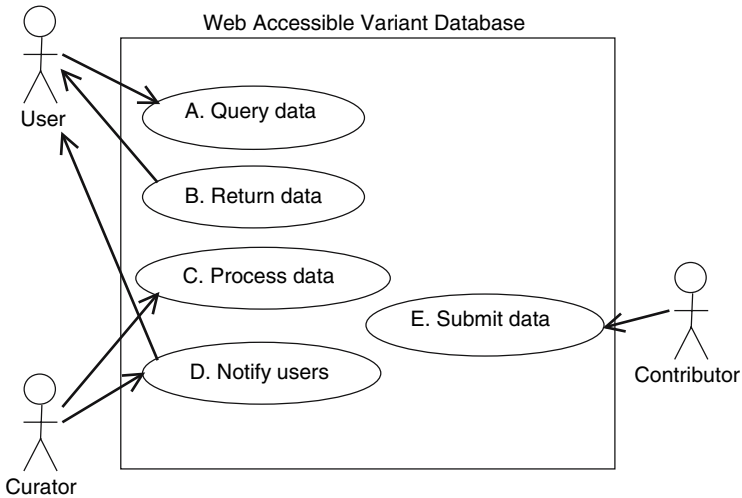 Web Accessible Variant Database
User
A. Query data
B. Return data
C. Process data
E. Submit data
D. Notify users
Contributor
Curator